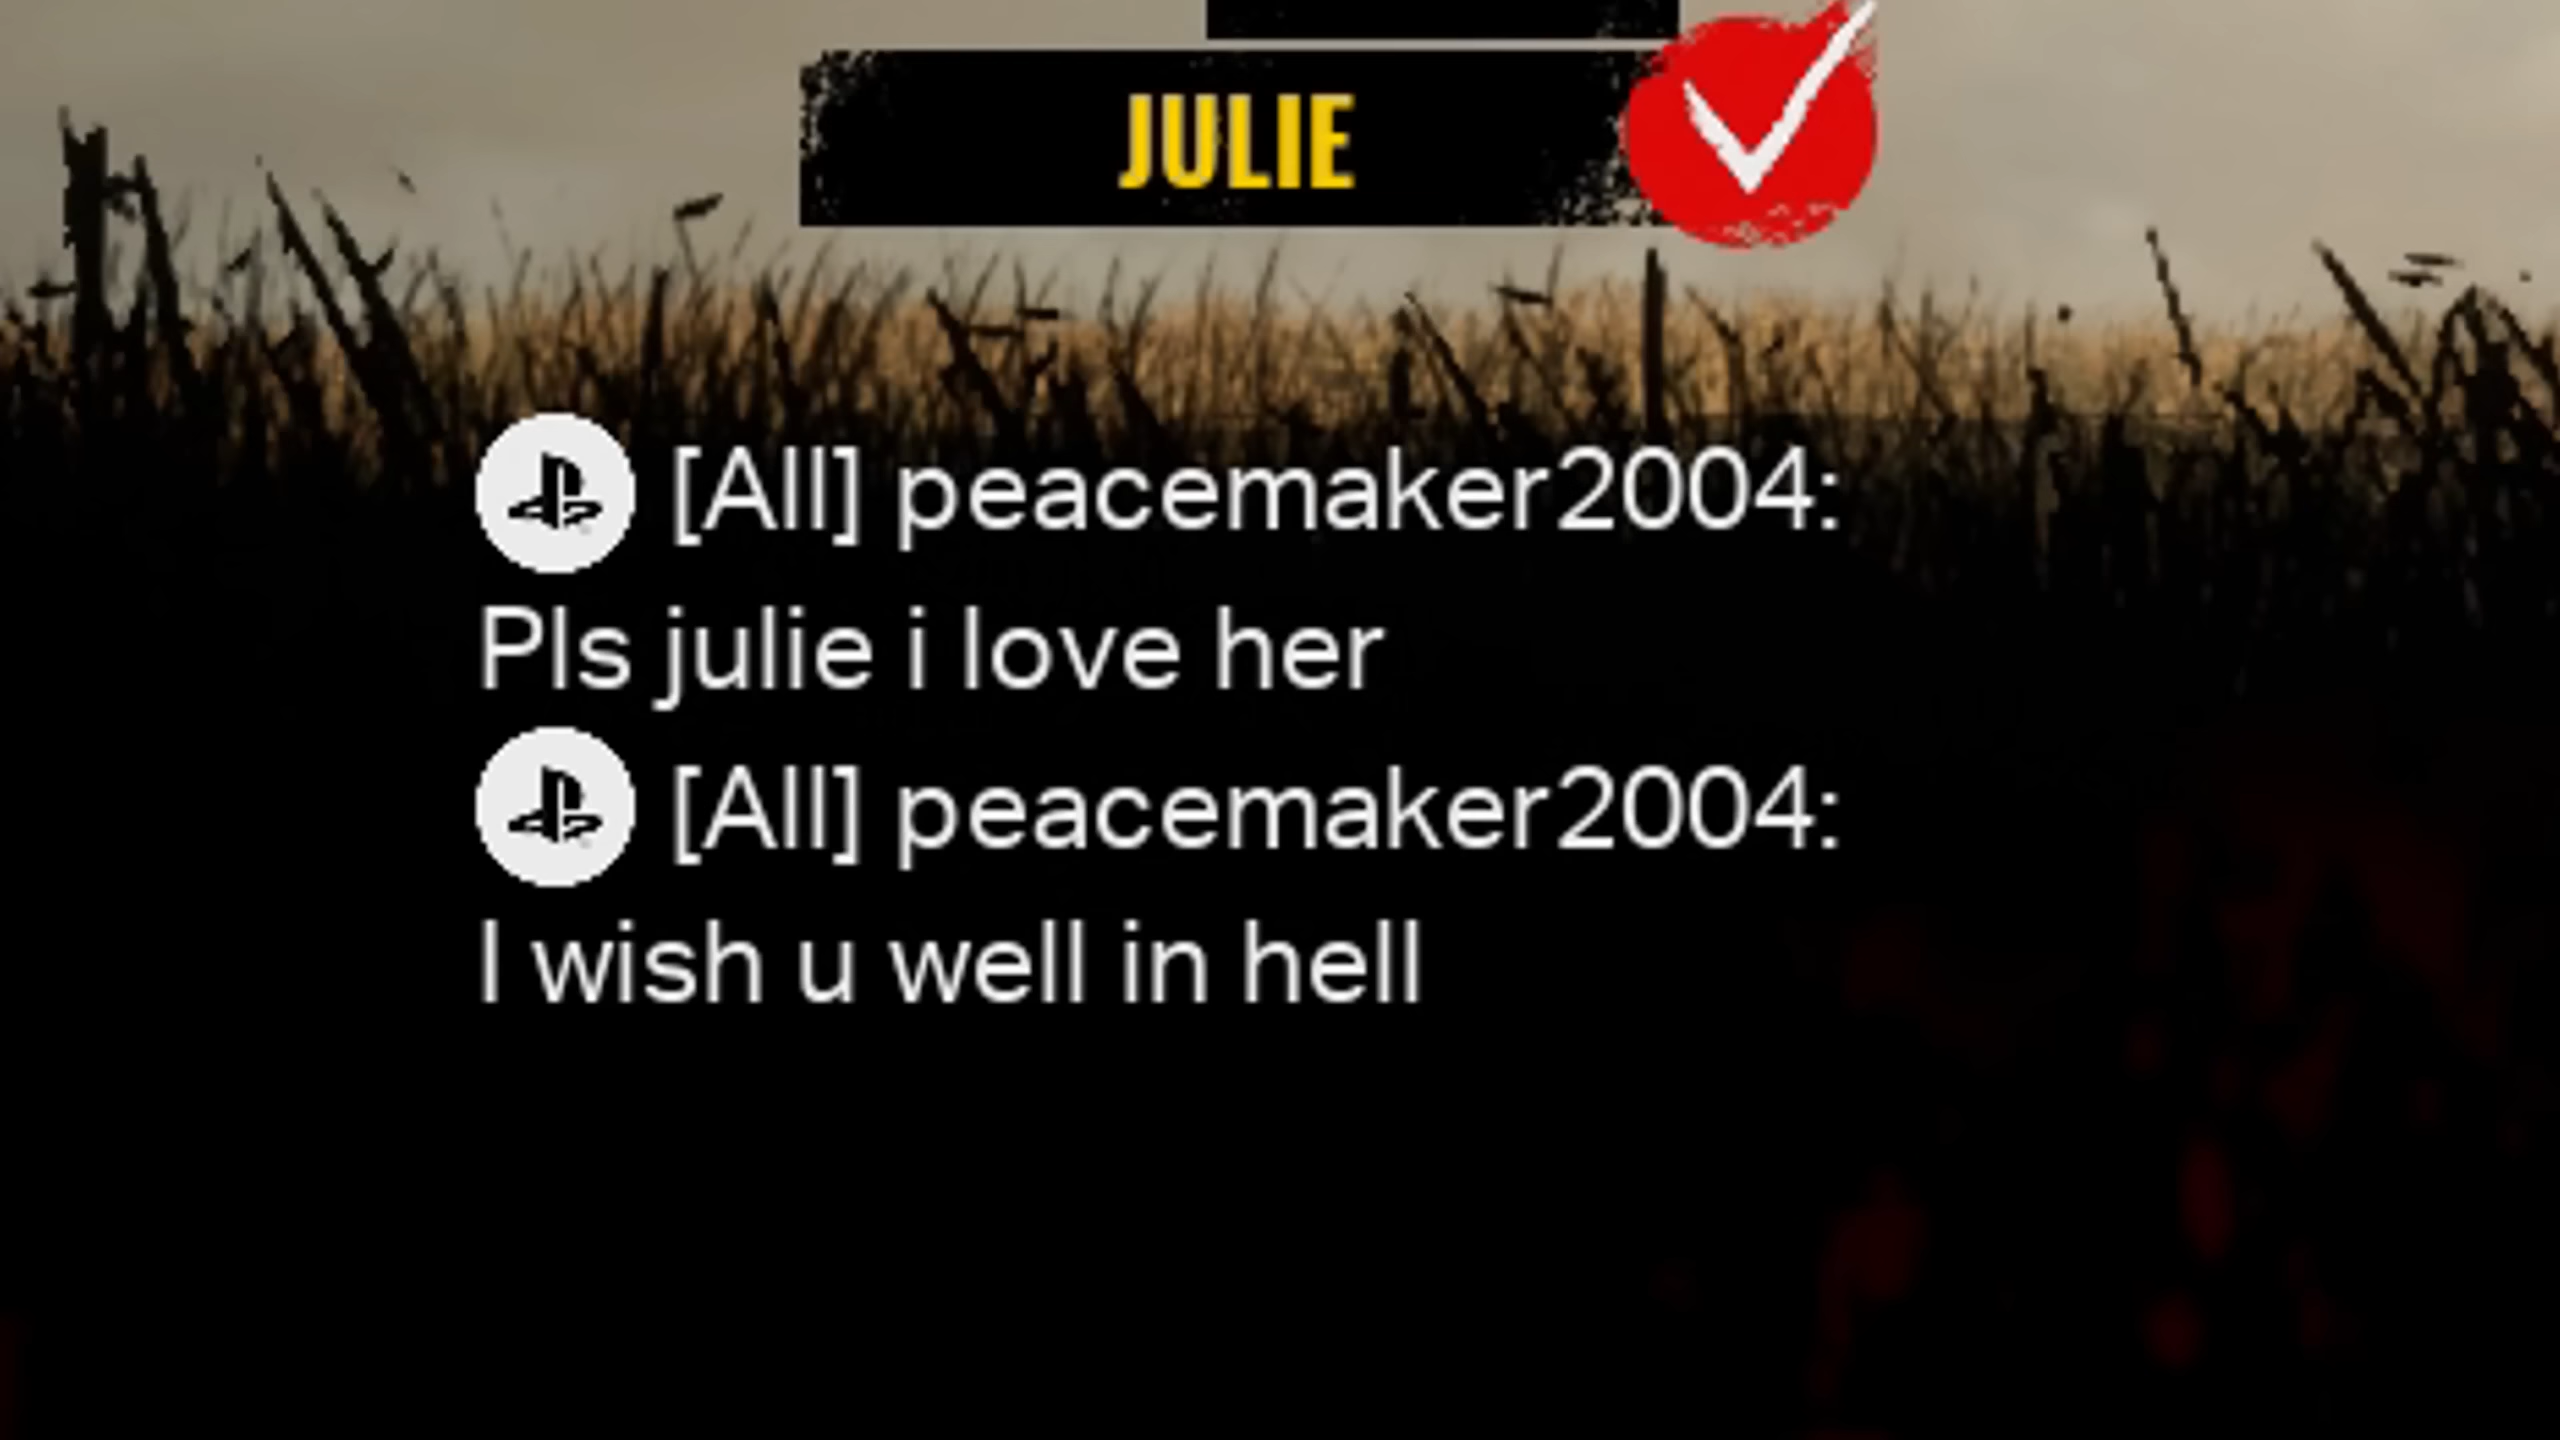 JULIE
[All] peacemaker2004:
Pls julie i love her
[All] peacemaker2004:
I wish u well in hell